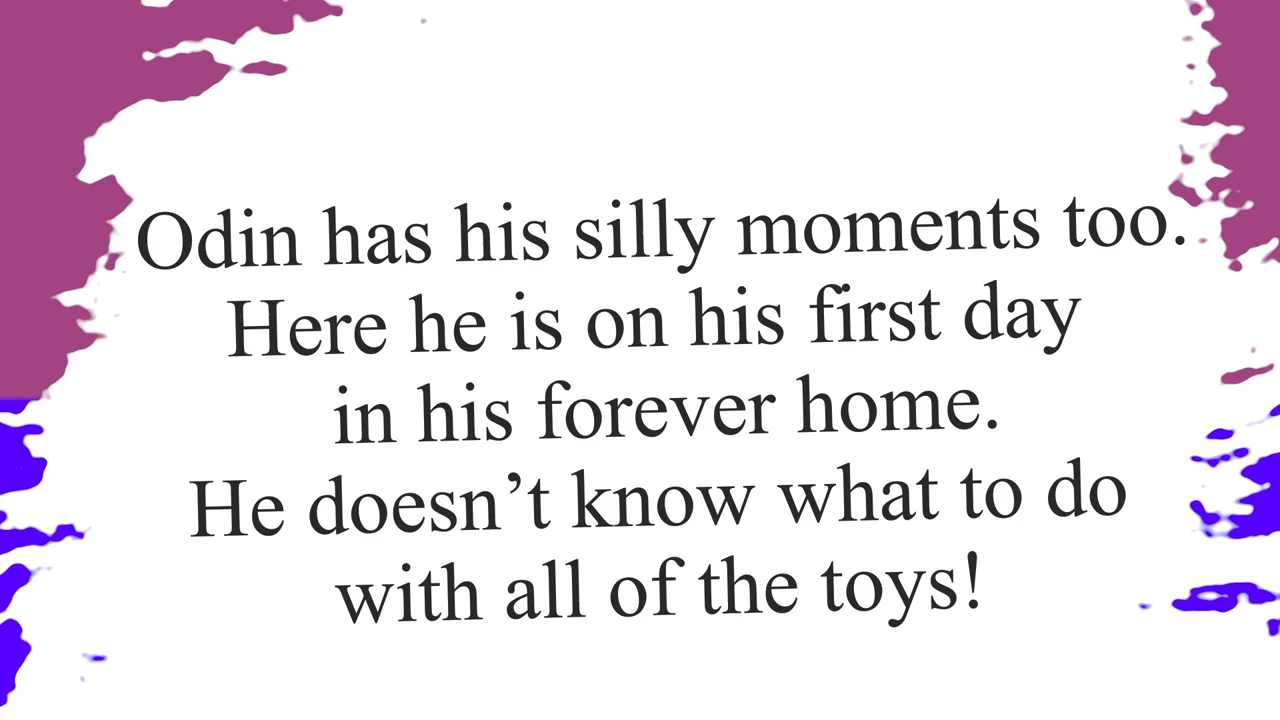 Odin has his silly moments too.
Here he is on his first day
in his forever home.
He doesn’t know what to do
with all of the toys!